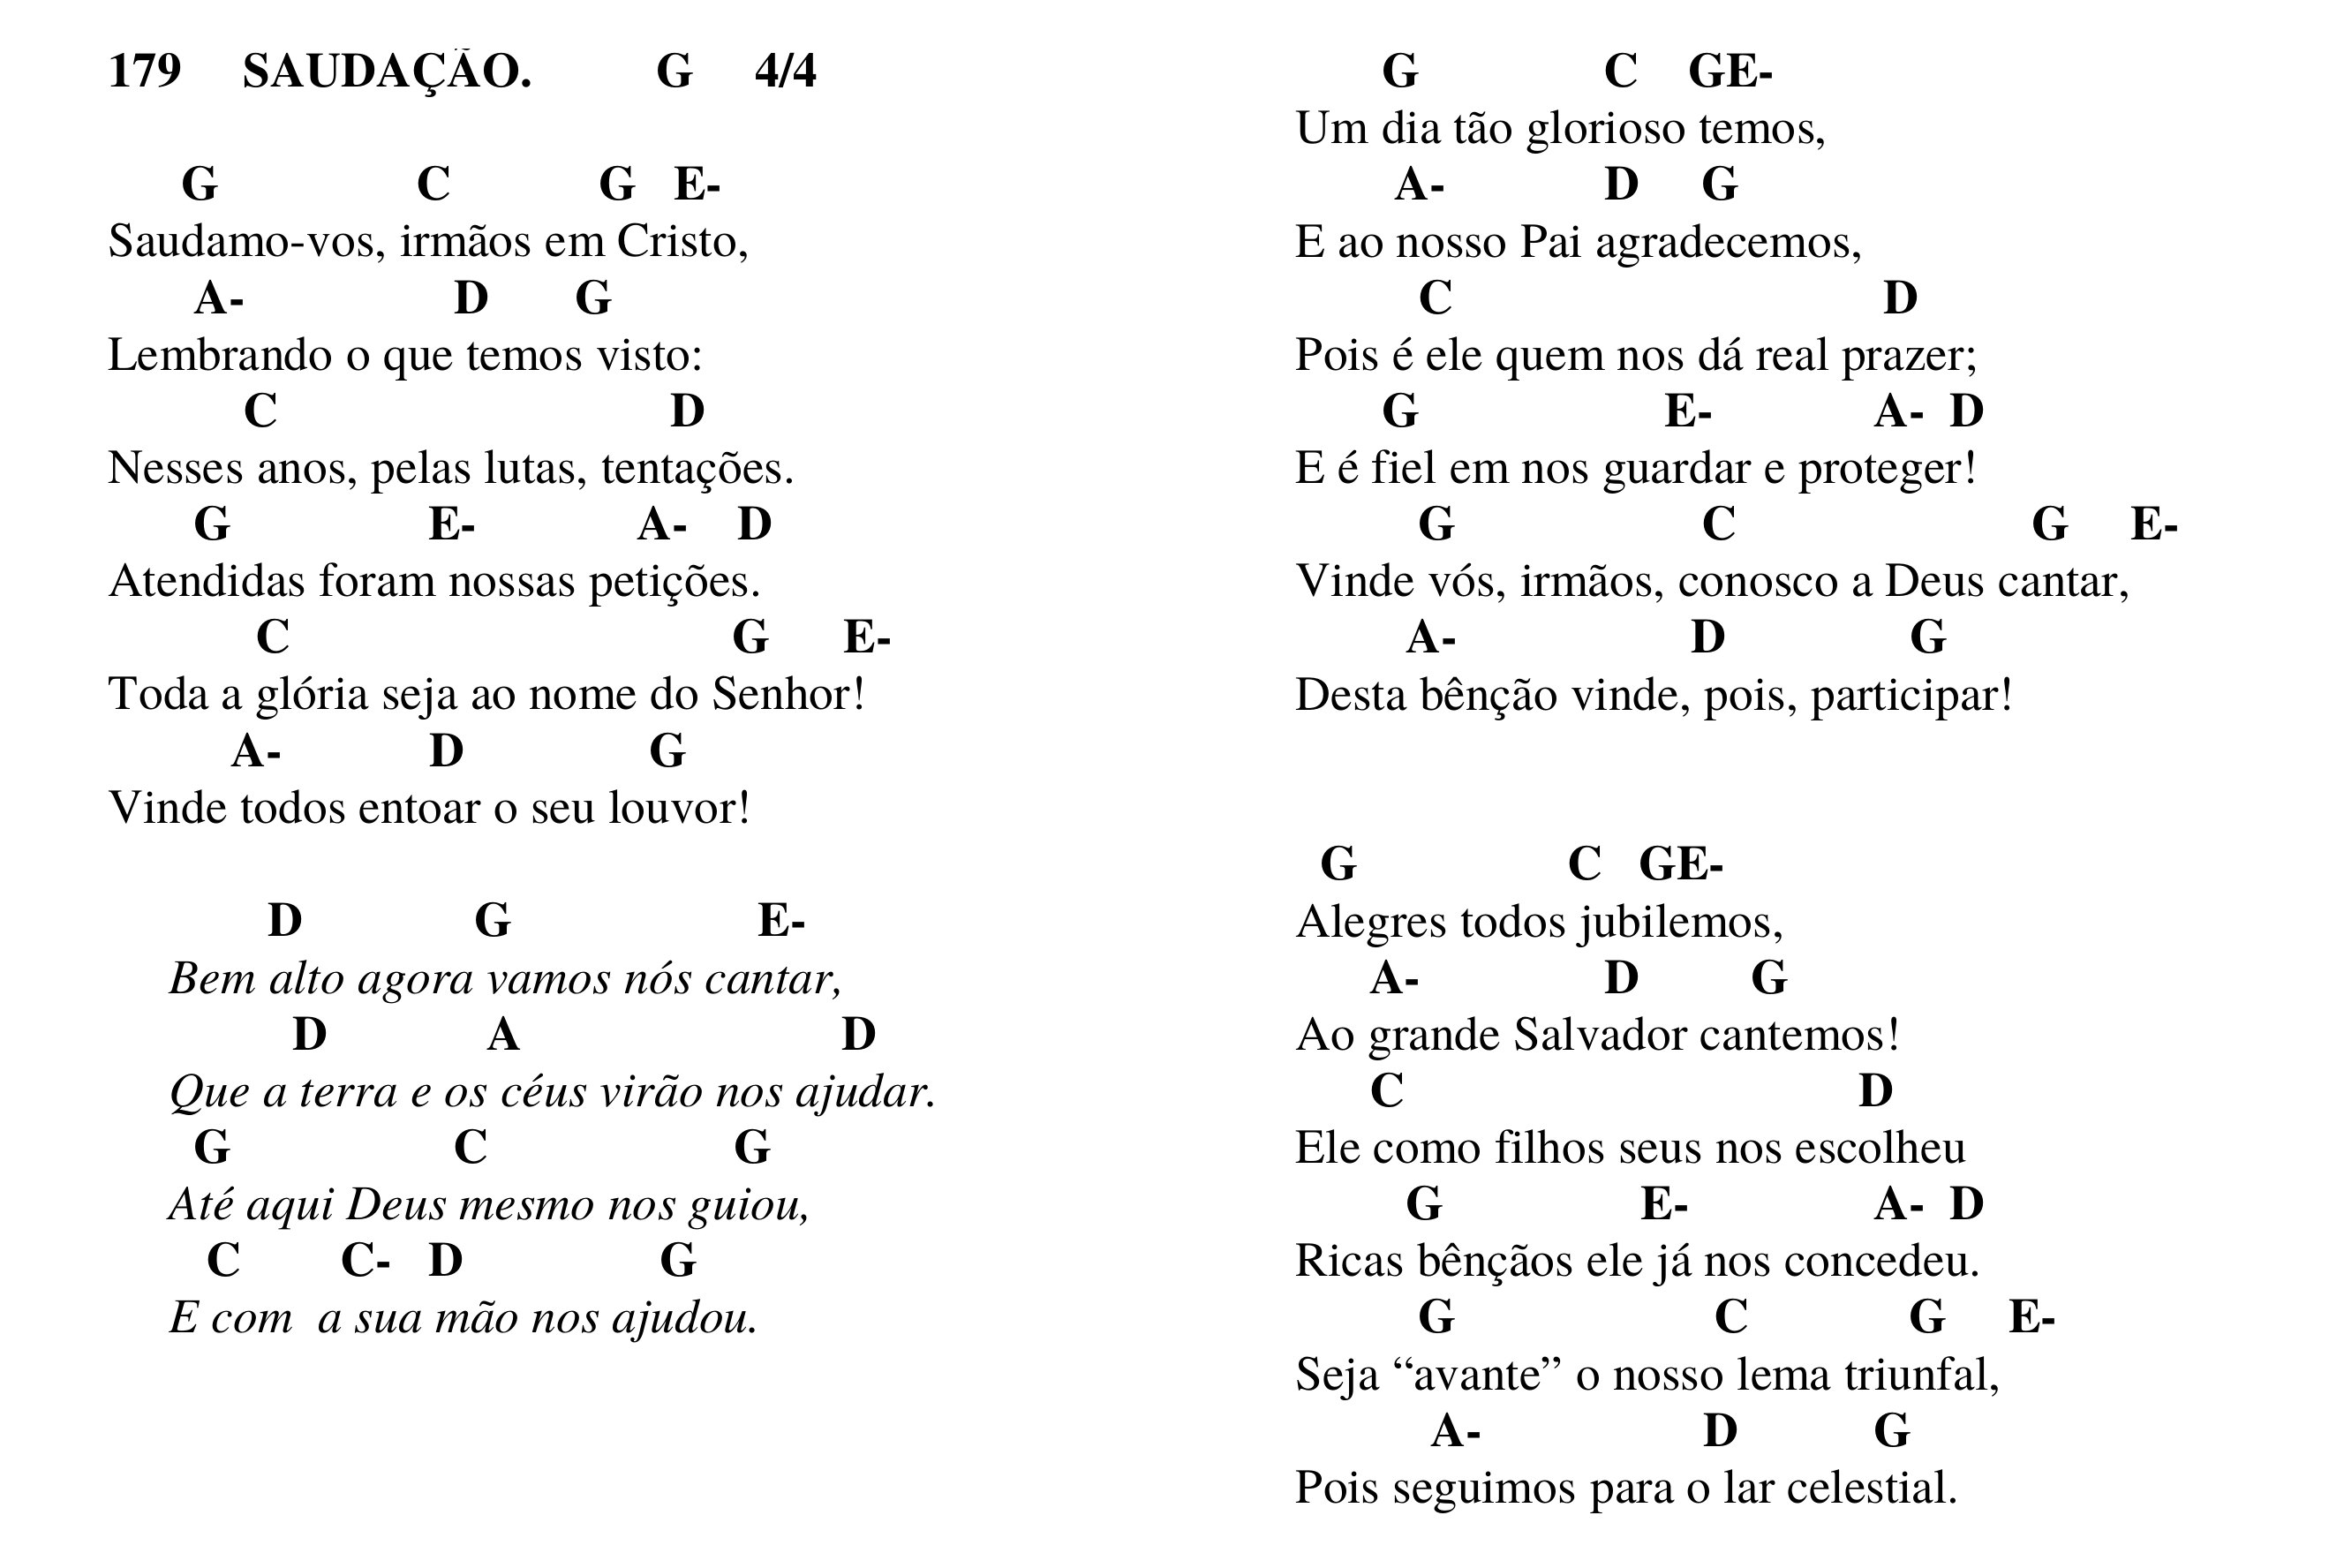 179 SAUDAÇÃO. G 4/4
G C G E-
Saudamo-vos, irmãos em Cristo,
A- D G
Lembrando o que temos visto:
C D
Nesses anos, pelas lutas, tentações.
G E- A- D
Atendidas foram nossas petições.
C G E-
Toda a glória seja ao nome do Senhor!
A- D G
Vinde todos entoar o seu louvor!
D G E-
Bem alto agora vamos nós cantar,
D A D
Que a terra e os céus virão nos ajudar.
G C G
Até aqui Deus mesmo nos guiou,
C C- D G
E com a sua mão nos ajudou.
G C GE-
Um dia tão glorioso temos,
A- D G
E ao nosso Pai agradecemos,
C D
Pois é ele quem nos dá real prazer;
G E- A- D
E é fiel em nos guardar e proteger!
G C G E-
Vinde vós, irmãos, conosco a Deus cantar,
A- D G
Desta bênção vinde, pois, participar!
G C GE-
Alegres todos jubilemos,
A- D G
Ao grande Salvador cantemos!
C D
Ele como filhos seus nos escolheu
G E- A- D
Ricas bênçãos ele já nos concedeu.
G C G E-
Seja “avante” o nosso lema triunfal,
A- D G
Pois seguimos para o lar celestial.